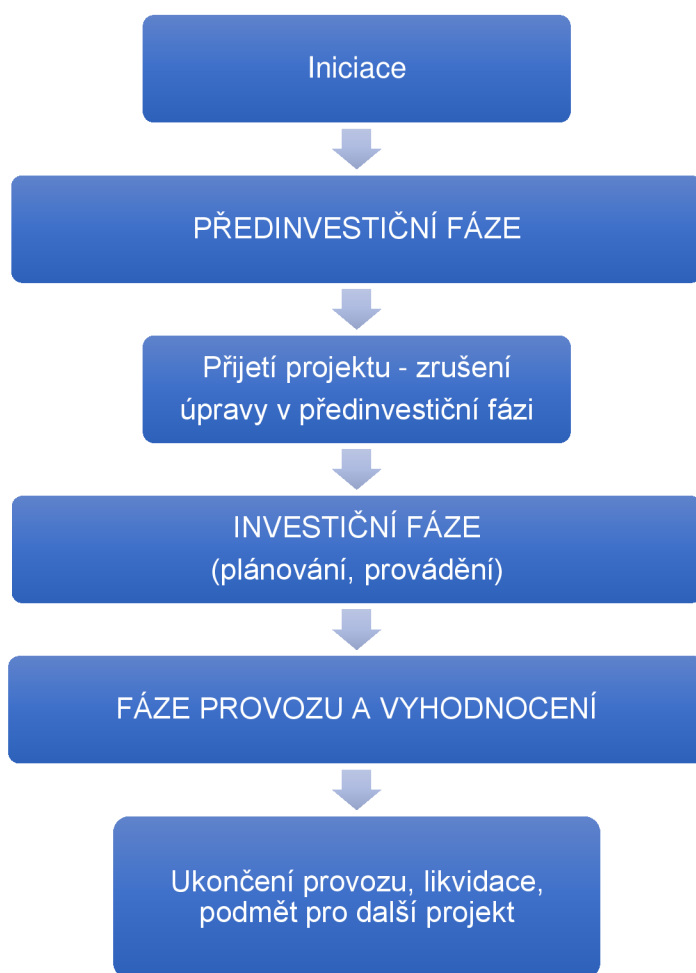 Iniciace
PŘEDINVESTIČNÍ FÁZE
Přijetí projektu - zrušení
úpravy v předinvestiční fázi
INVESTIČNÍ FÁZE
(plánování, provádění)
FÁZE PROVOZU A VYHODNOCENÍ
Ukončení provozu, likvidace,
podmět pro další projekt